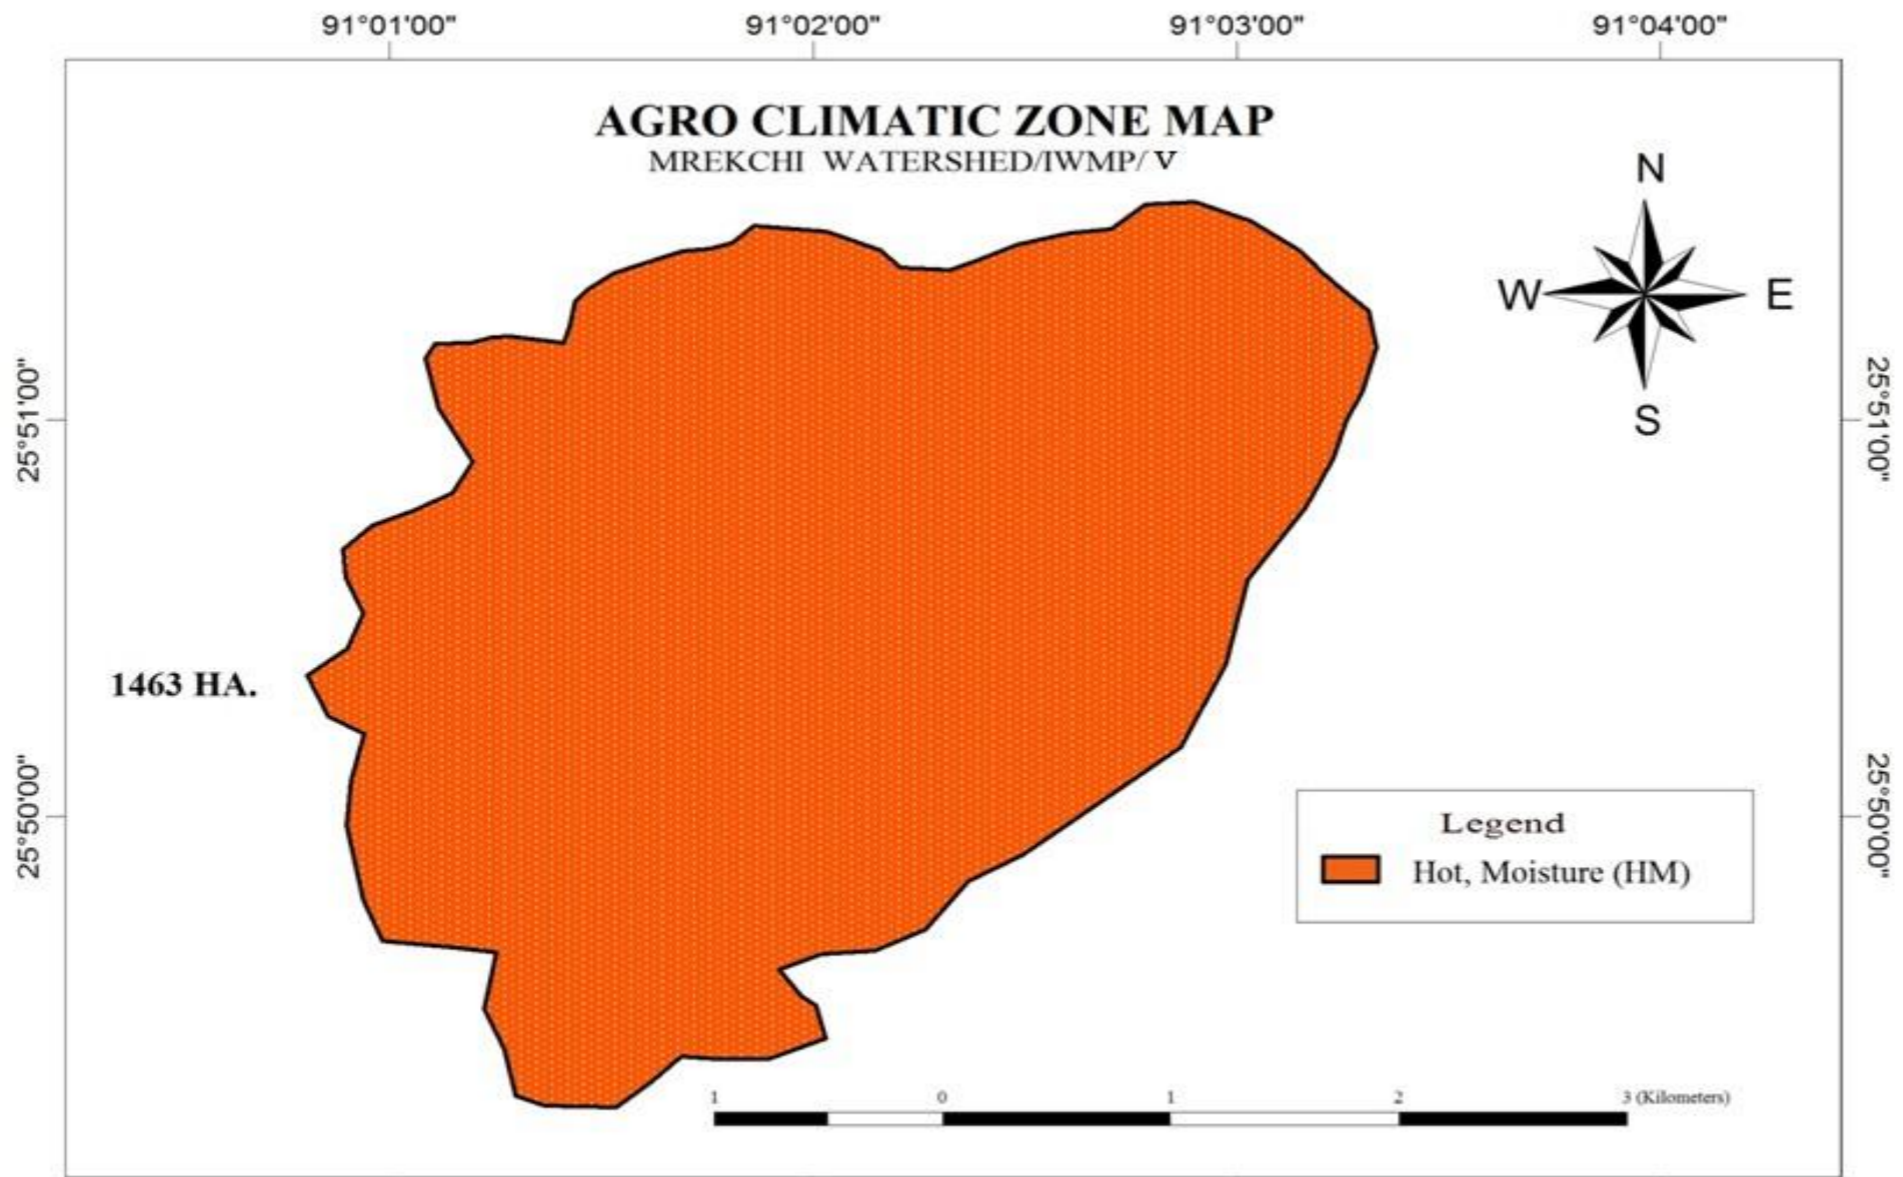 91°01'00" 91°02'00" 91°03'00" 91°04'00"
AGRO CLIMATIC ZONE MAP
MREKCHI WATERSHED/IWMP/ V
N
W E
S
25°51'00" 25°51'00"
1463 HA.
25°50'00" 25°50'00"
Legend
Hot, Moisture (HM)
1 0 1 2 3 (Kilometers)